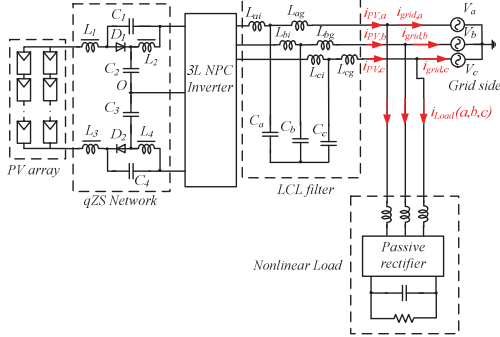 C1
Lai
Lag
iPV,a
igrid,a
Va
L1
D1
L2
Lbi
Lbg
iPV,b
igrid,b
Vb
C2
O
3L NPC
Inverter
Lci
Lcg
iPV,c
igrid,c
Vc
Grid side
C3
Ca
Cb
Cc
iLoad(a,b,c)
L3
D2
L4
C4
PV array
qZS Network
LCL filter
Nonlinear Load
Passive
rectifier